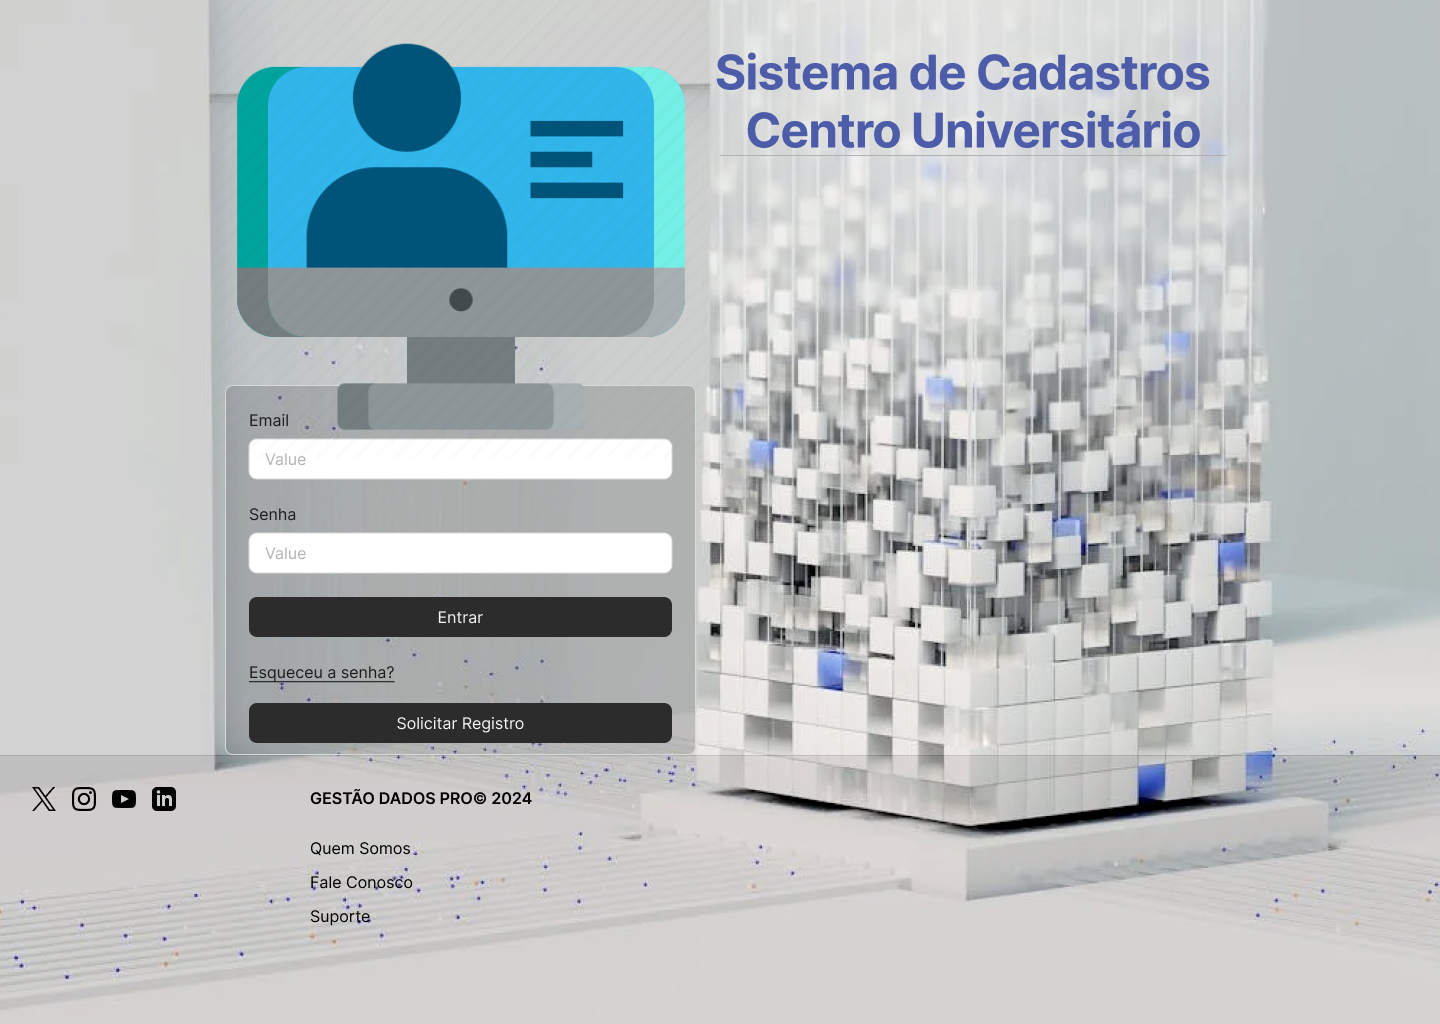 Sistema de Cadastros
Centro Universitário
Email
Value
Senha
Value
Entrar
Esqueceu a senha?
Solicitar Registro
GESTÃO DADOS PRO© 2024
Quem Somos
Fale Conosco
Suporte